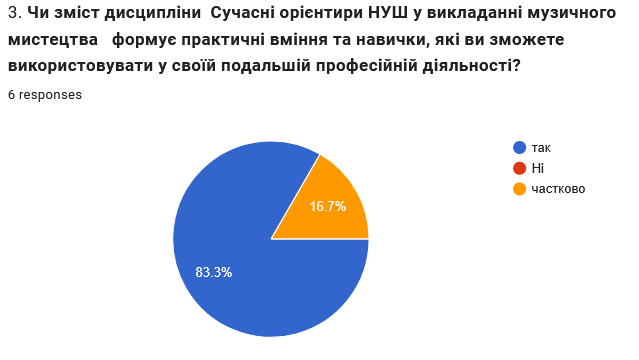 3. Чи зміст дисципліни  Сучасні орієнтири НУШ у викладанні музичного
мистецтва   формує практичні вміння та навички, які ви зможете
використовувати у своїй подальшій професійній діяльності?
6 responses
так
Ні
частково
16.7%
83.3%